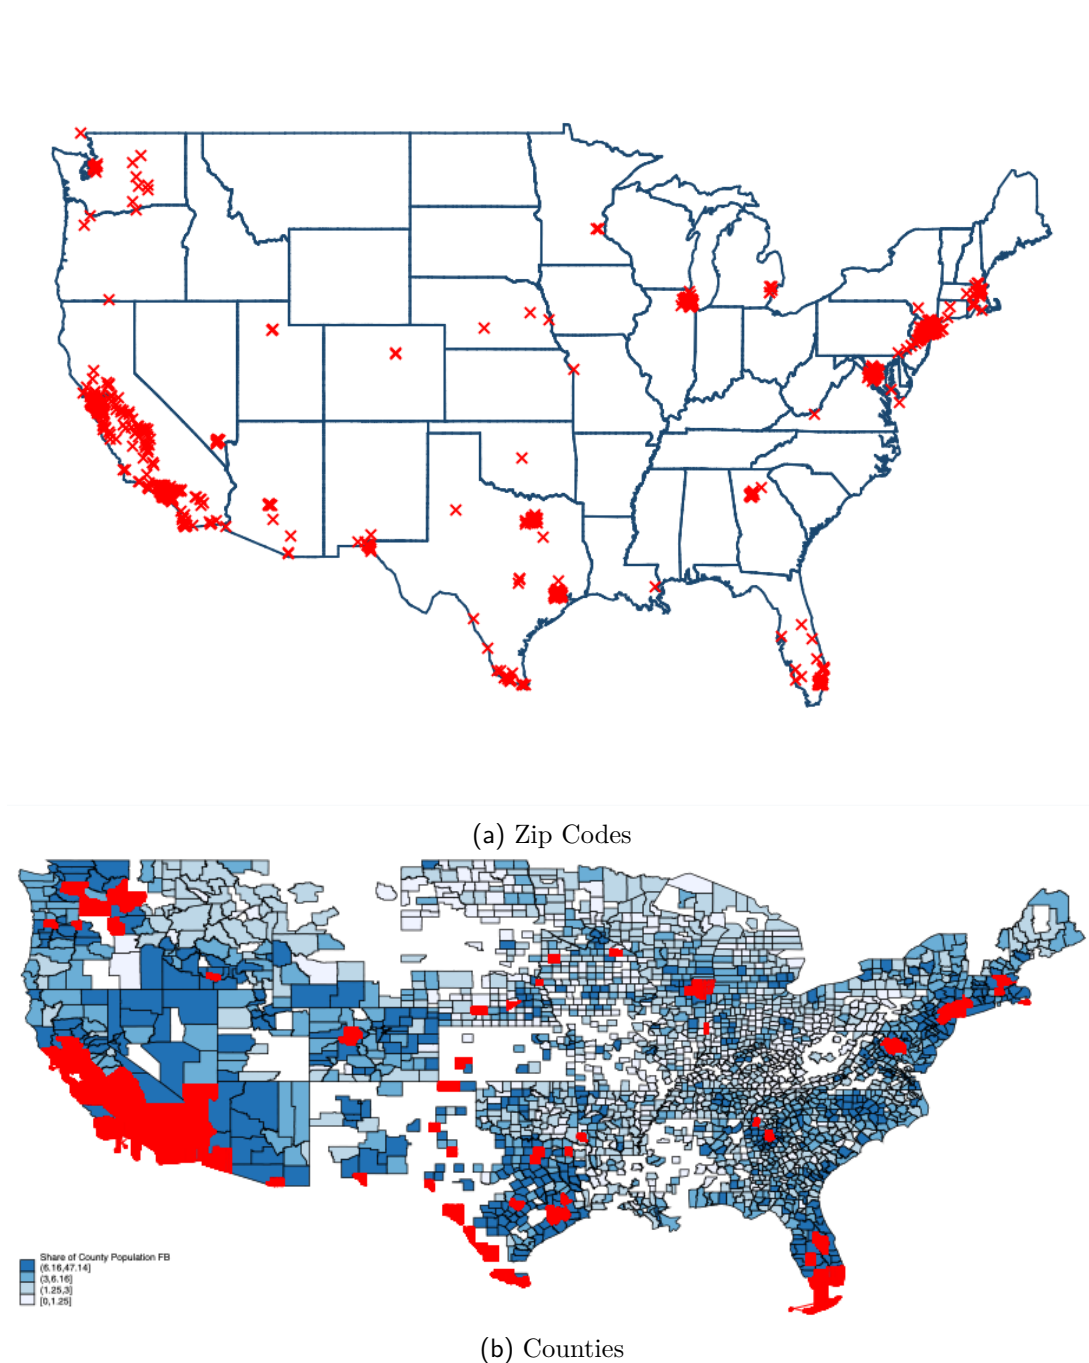 (a) Zip Codes
Share of County Population FB
(6.16,47.14]
(3,6.16]
(1.25,3]
[0,1.25]
(b) Counties